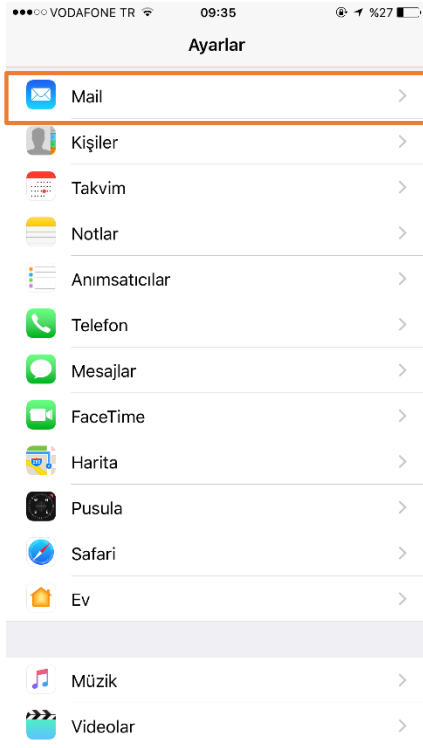 VODAFONE TR 09:35 %27
Ayarlar
Mail
Kişiler
Takvim
Notlar
Anımsatıcılar
Telefon
Mesajlar
FaceTime
Harita
Pusula
Safari
Ev
Müzik
Videolar